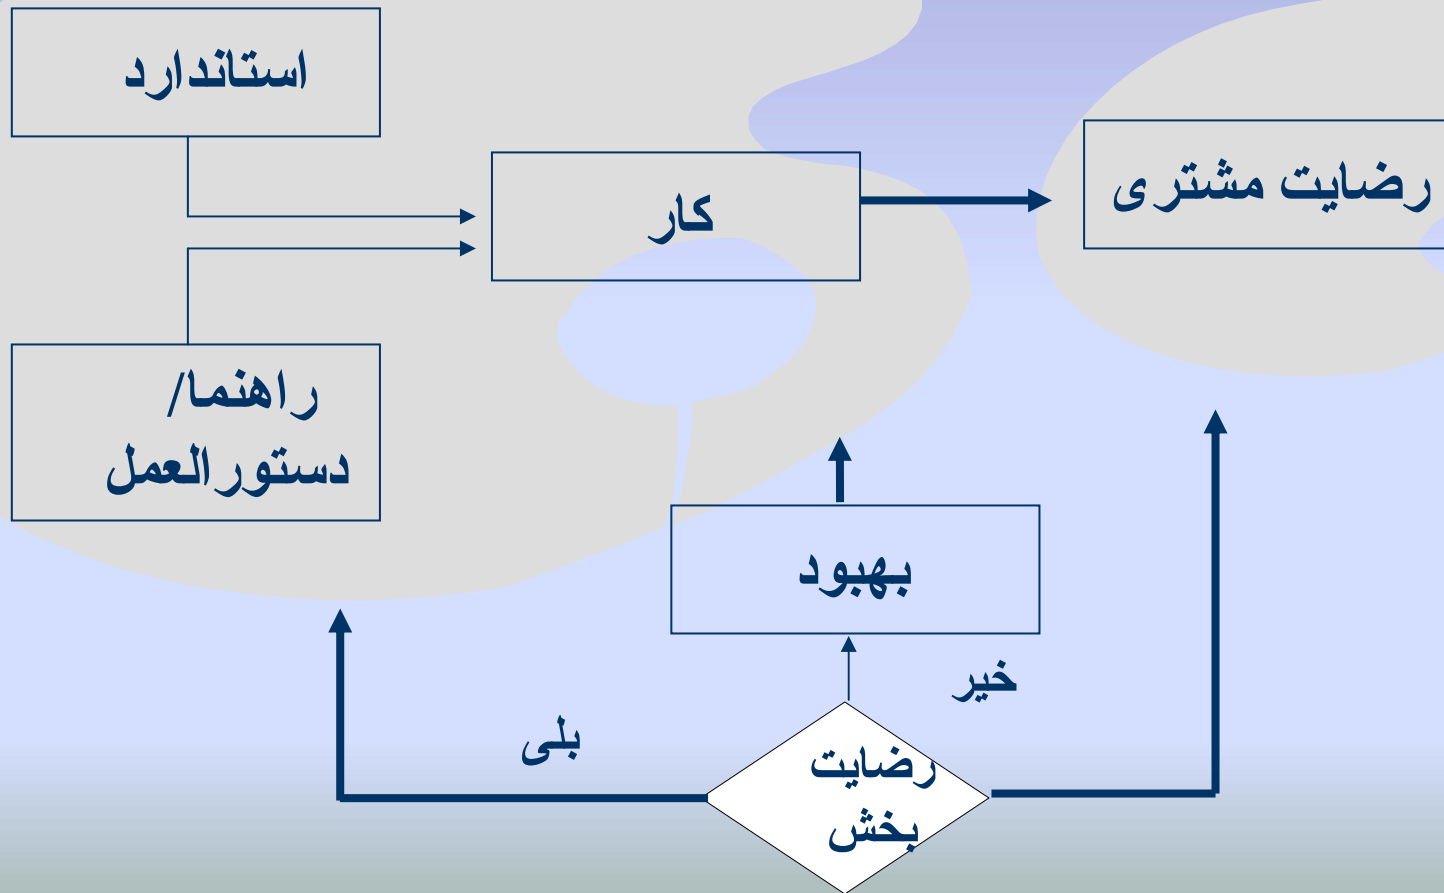 استاندارد
کار
رضایت مشتری
راهنما/
دستورالعمل
بهبود
خیر
بلی
رضایت
بخش